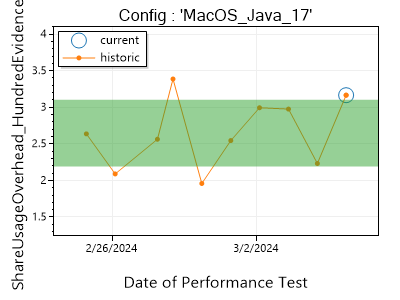 Config : 'MacOS_Java_17'
ShareUsageOverhead_HundredEvidence
4
3.5
3
2.5
2
1.5
current
historic
2/26/2024
3/2/2024
Date of Performance Test